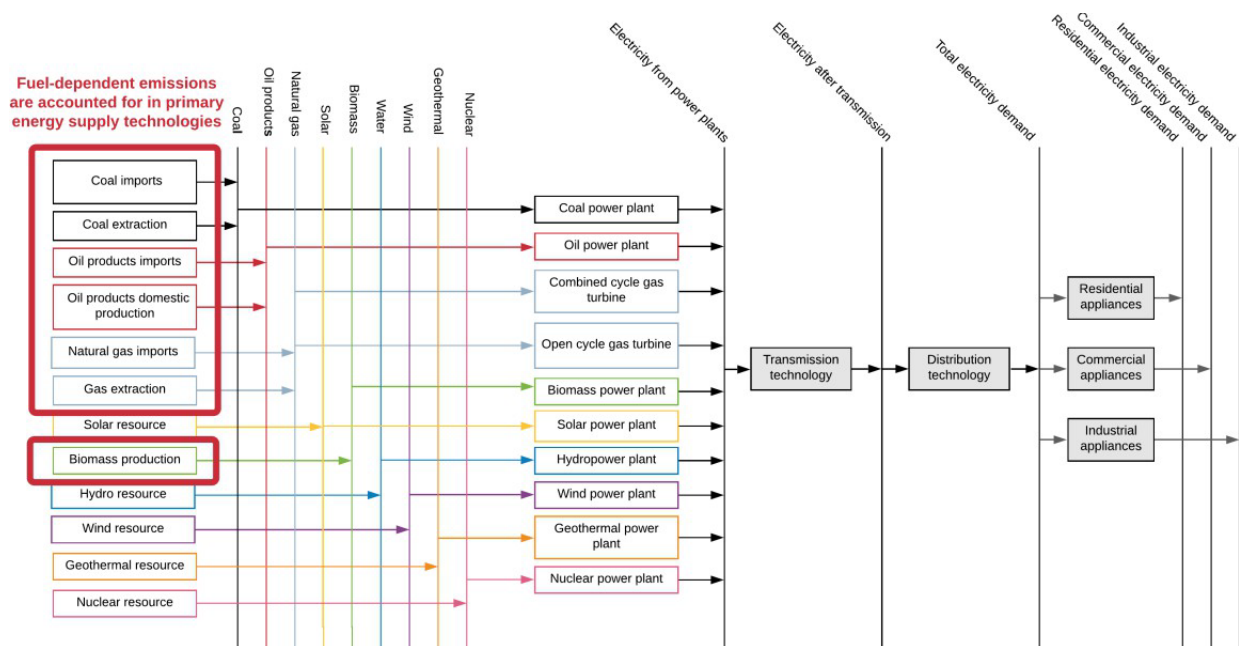 Fuel-dependent emissions
are accounted for in primary
energy supply technologies
Coal
Oil products
Natural gas
Solar
Biomass
Water
Wind
Geothermal
Nuclear
Electricity from power plants
Electricity after transmission
Total electricity demand
Residential electricity demand
Commercial electricity demand
Industrial electricity demand
Coal imports
Coal extraction
Oil products imports
Oil products domestic
production
Natural gas imports
Gas extraction
Solar resource
Biomass production
Hydro resource
Wind resource
Geothermal resource
Nuclear resource
Coal power plant
Oil power plant
Combined cycle gas
turbine
Open cycle gas turbine
Biomass power plant
Solar power plant
Hydropower plant
Wind power plant
Geothermal power
plant
Nuclear power plant
Transmission
technology
Distribution
technology
Residential
appliances
Commercial
appliances
Industrial
appliances